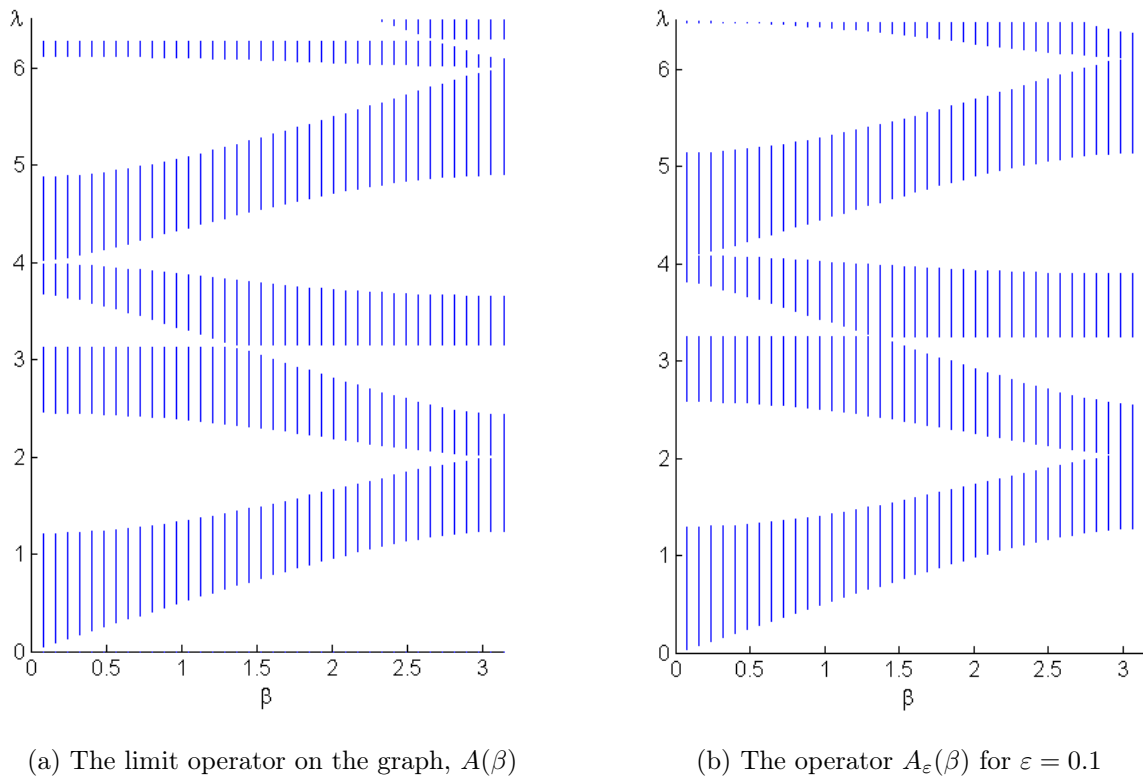 λ
6
5
4
3
2
1
0
0 0.5 1 1.5 2 2.5 3
β
λ
6
5
4
3
2
1
0
0 0.5 1 1.5 2 2.5 3
β
(a) The limit operator on the graph, A(β)
(b) The operator Aε(β) for ε = 0.1